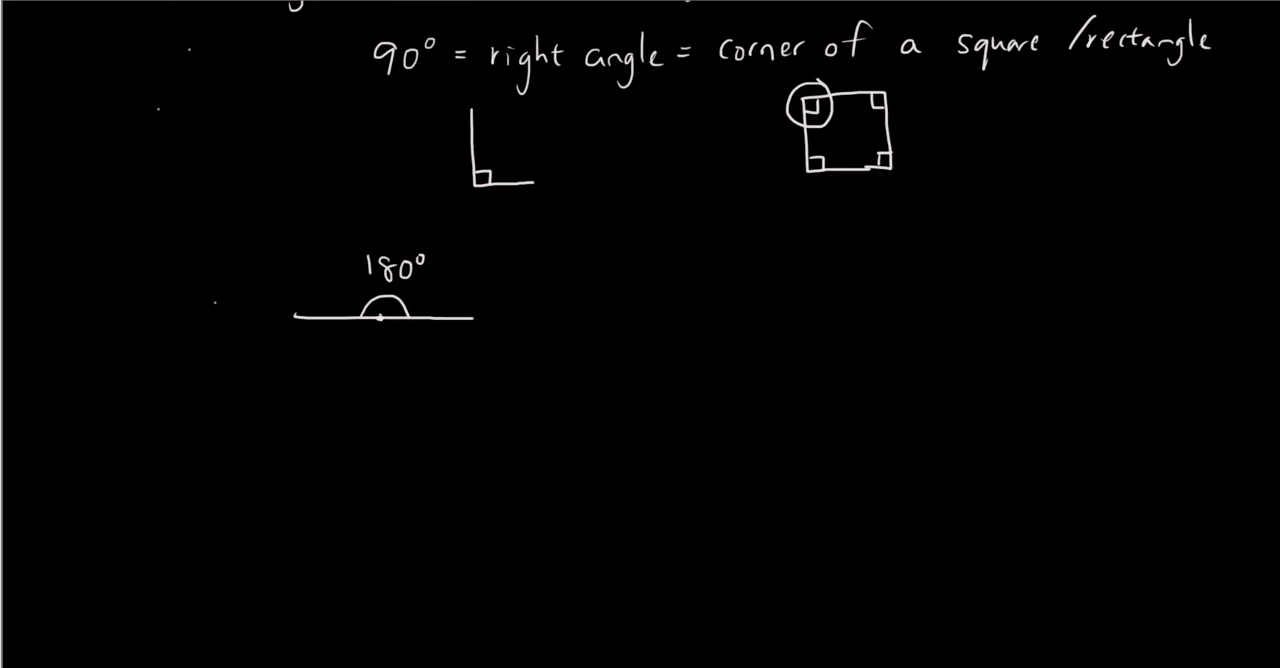 90° = right angle = corner of a square /rectangle
180°